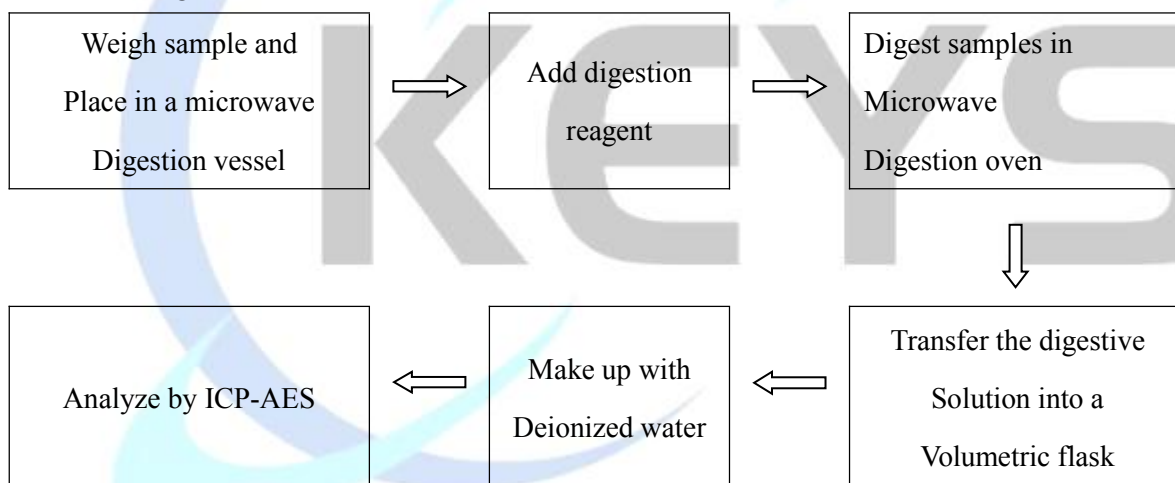 Weigh sample and
Place in a microwave
Digestion vessel
Add digestion
reagent
Digest samples in
Microwave
Digestion oven
Transfer the digestive
Solution into a
Volumetric flask
Make up with
Deionized water
Analyze by ICP-AES
KEYS